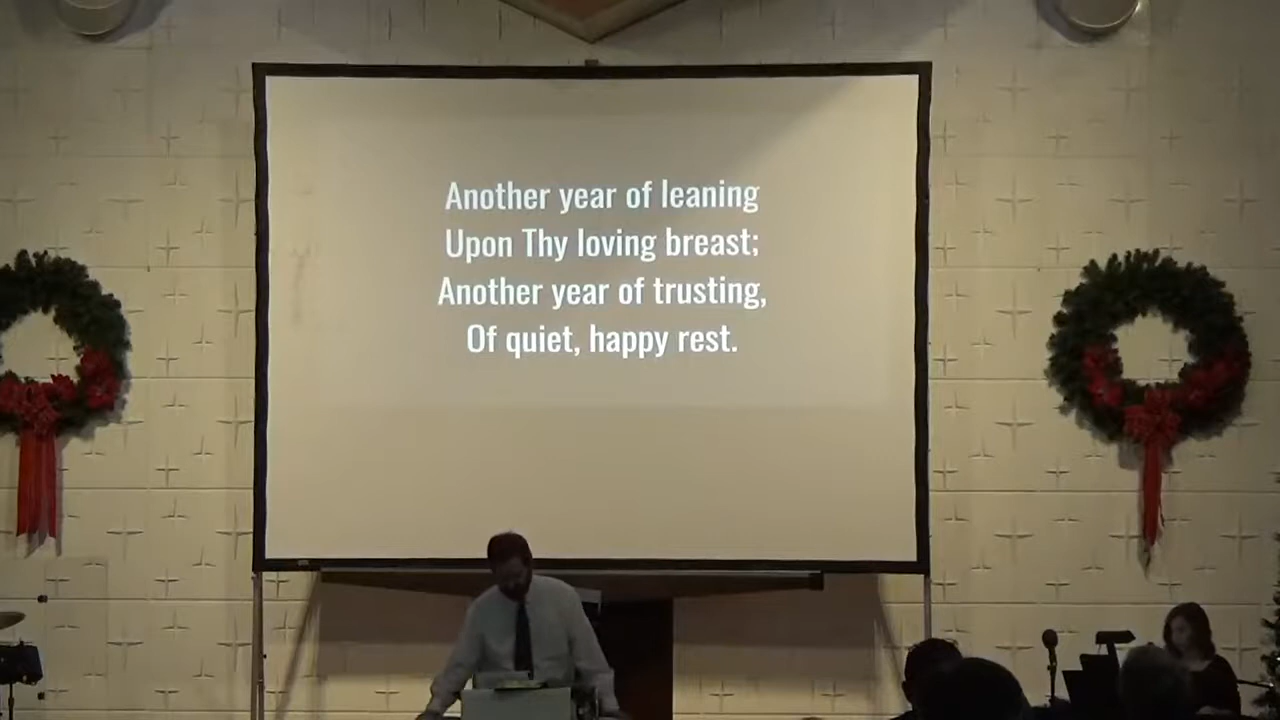 Another year of leaning
Upon Thy loving breast;
Another year of trusting,
Of quiet, happy rest.